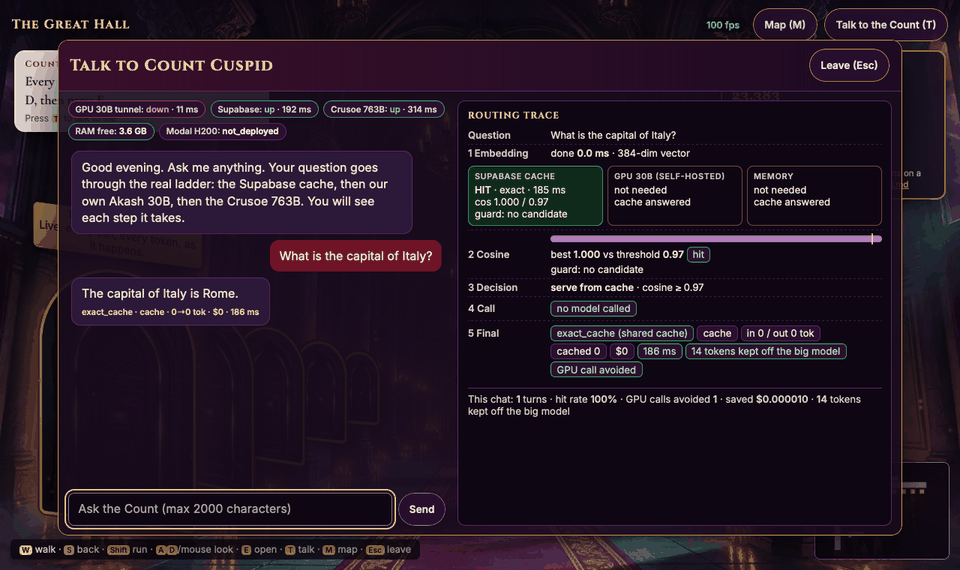 THE GREAT HALL
100 fps
Map (M)
Talk to the Count (T)
COUNT
Every
D, the
Press T
TALK TO COUNT CUSPID
Leave (Esc)
GPU 30B tunnel: down · 11 ms
Supabase: up · 192 ms
Crusoe 763B: up · 314 ms
RAM free: 3.6 GB
Modal H200: not_deployed
Good evening. Ask me anything. Your question goes
through the real ladder: the Supabase cache, then our
own Akash 30B, then the Crusoe 763B. You will see
each step it takes.
What is the capital of Italy?
The capital of Italy is Rome.
exact_cache · cache · 0→0 tok · $0 · 186 ms
Live
every token, as
it happens.
Ask the Count (max 2000 characters)
Send
ROUTING TRACE
Question What is the capital of Italy?
1 Embedding done 0.0 ms · 384-dim vector
SUPABASE CACHE
HIT · exact · 185 ms
cos 1.000 / 0.97
guard: no candidate
GPU 30B (SELF-HOSTED)
not needed
cache answered
MEMORY
not needed
cache answered
2 Cosine best 1.000 vs threshold 0.97 hit
guard: no candidate
3 Decision serve from cache · cosine ≥ 0.97
4 Call no model called
5 Final exact_cache (shared cache) cache in 0 / out 0 tok
cached 0 $0 186 ms 14 tokens kept off the big model
GPU call avoided
This chat: 1 turns · hit rate 100% · GPU calls avoided 1 · saved $0.000010 · 14 tokens
kept off the big model
on a
W walk · S back · Shift run · A D/mouse look · E open · T talk · M map · Esc leave